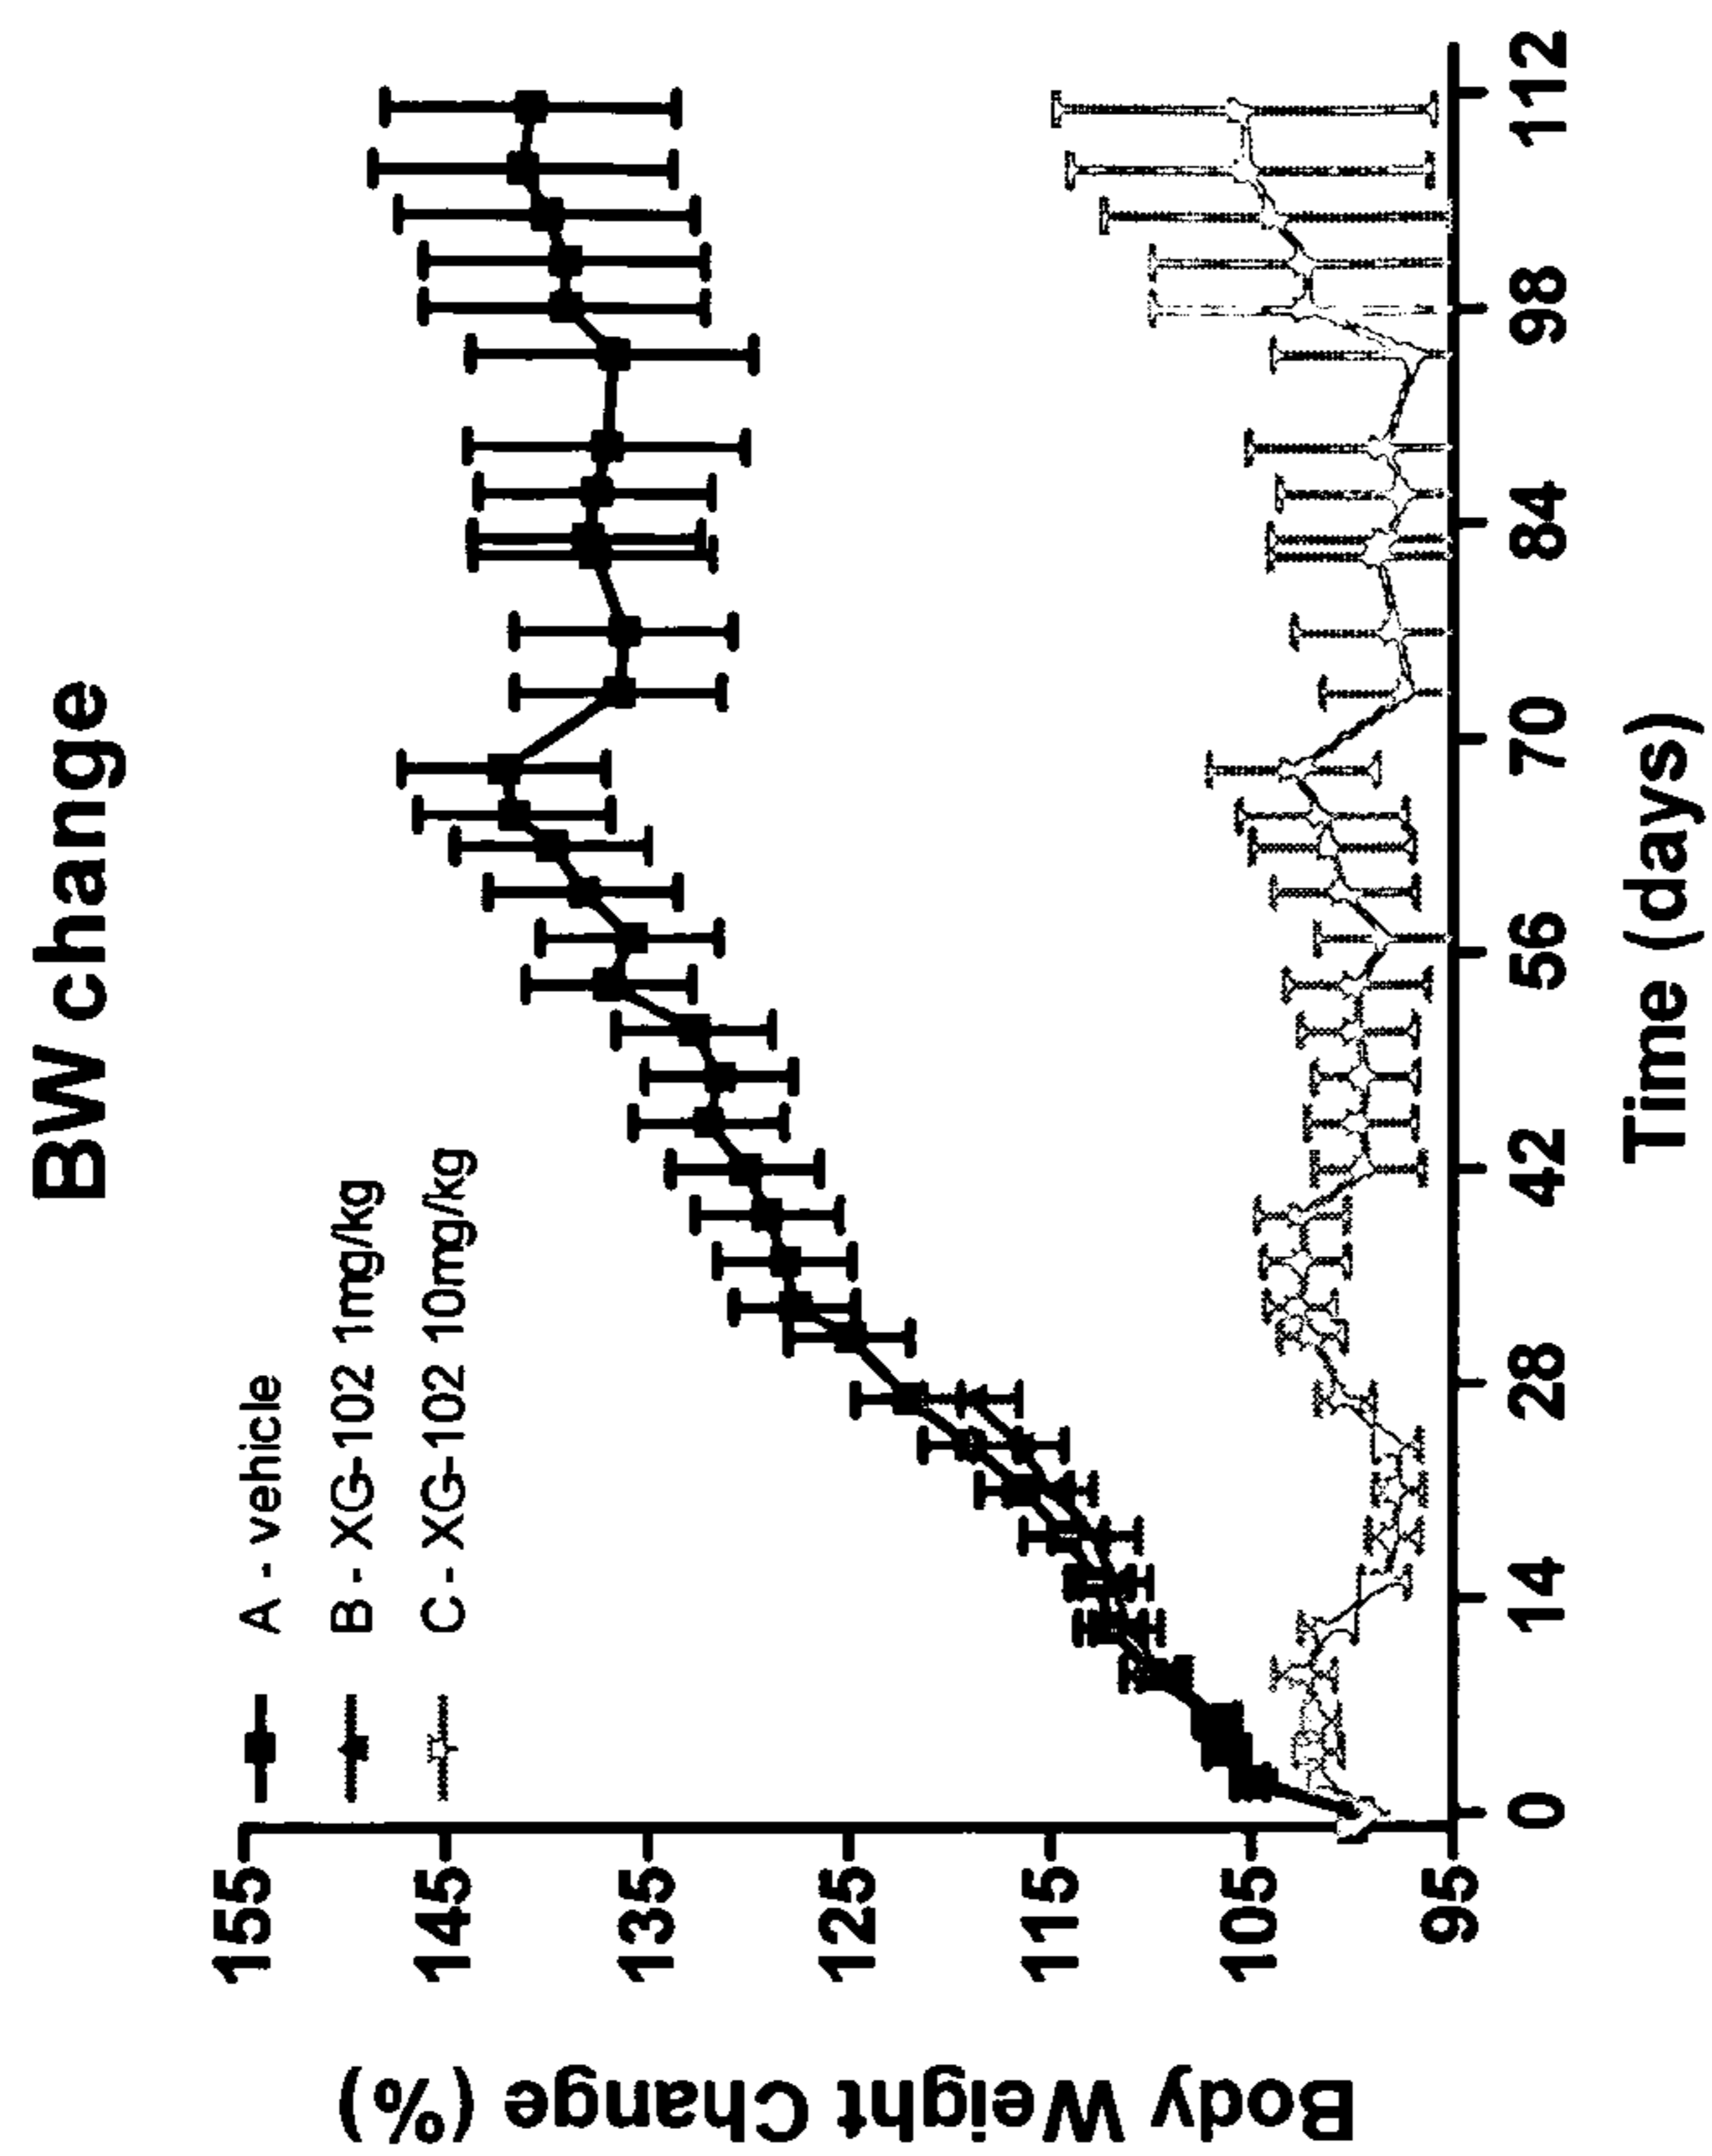 BW change
A - vehicle
B - XG-102 1mg/kg
C - XG-102 10mg/kg
Body Weight Change (%)
155
145
135
125
115
105
95
0 14 28 42 56 70 84 98 112
Time (days)